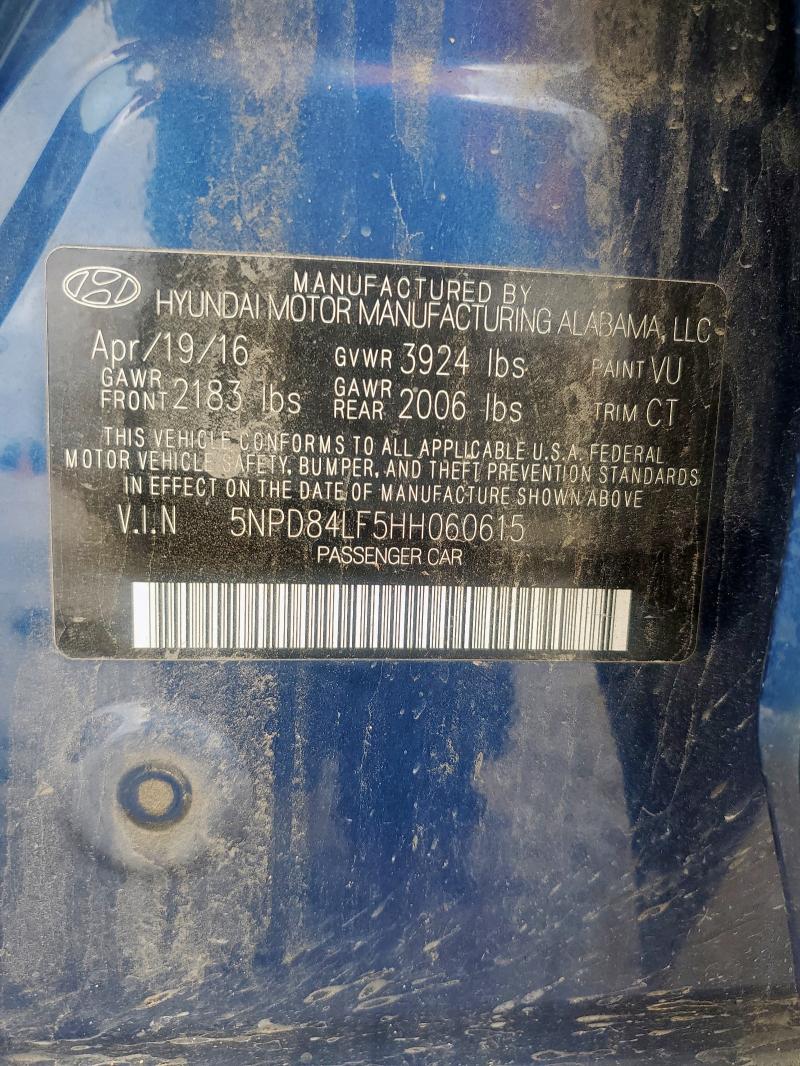 MANUFACTURED BY
HYUNDAI MOTOR MANUFACTURING ALABAMA, LLC
Apr/19/16 GVWR 3924 lbs PAINT VU
GAWR FRONT 2183 lbs GAWR REAR 2006 lbs TRIM CT
THIS VEHICLE CONFORMS TO ALL APPLICABLE U.S.A. FEDERAL
MOTOR VEHICLE SAFETY, BUMPER, AND THEFT PREVENTION STANDARDS
IN EFFECT ON THE DATE OF MANUFACTURE SHOWN ABOVE
V.I.N 5NPD84LF5HH060615
PASSENGER CAR